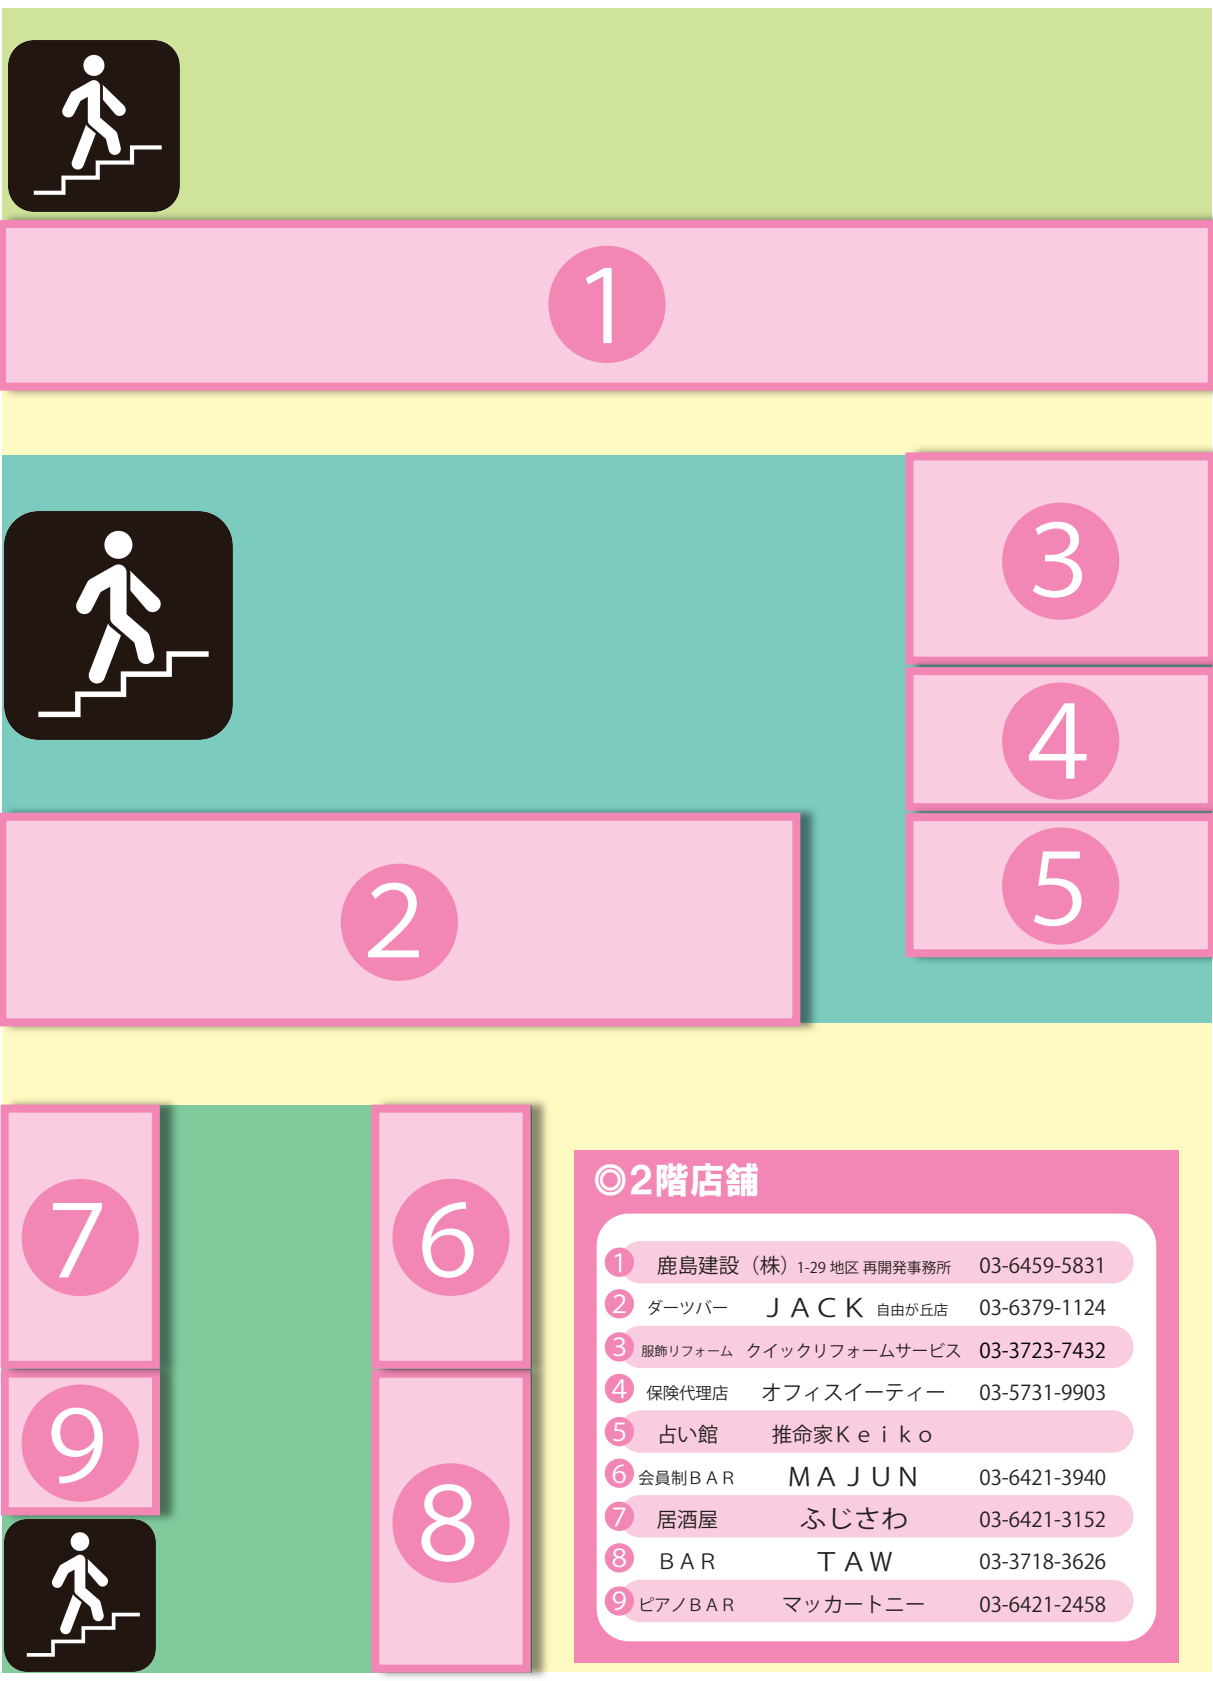 1
3
4
2
5
7
6
9
8
◎2階店舗
1 鹿島建設（株）1-29 地区 再開発事務所 03-6459-5831
2 ダーツバー ＪＡＣＫ 自由が丘店 03-6379-1124
3 服飾リフォーム クイックリフォームサービス 03-3723-7432
4 保険代理店 オフィスイーティー 03-5731-9903
5 占い館 推命家Ｋｅｉｋｏ
6 会員制ＢＡＲ ＭＡＪＵＮ 03-6421-3940
7 居酒屋 ふじさわ 03-6421-3152
8 ＢＡＲ ＴＡＷ 03-3718-3626
9 ピアノＢＡＲ マッカートニー 03-6421-2458